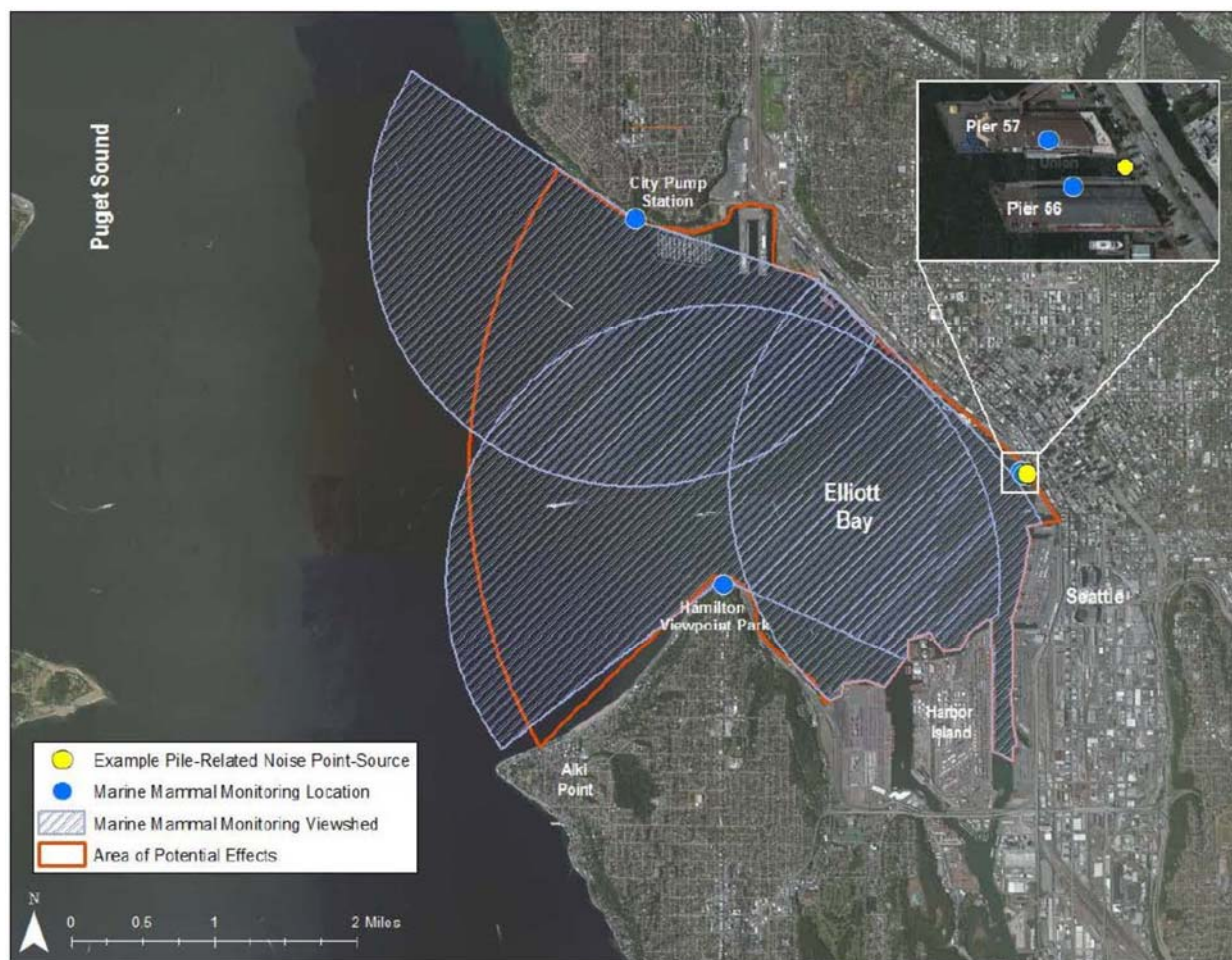 Puget Sound
City Pump
Station
Pier 57
Pier 56
Elliott
Bay
Hamilton
Viewpoint Park
Seattle
Harbor
Island
Alki
Point
Example Pile-Related Noise Point-Source
Marine Mammal Monitoring Location
Marine Mammal Monitoring Viewshed
Area of Potential Effects
N
0 0.5 1 2 Miles